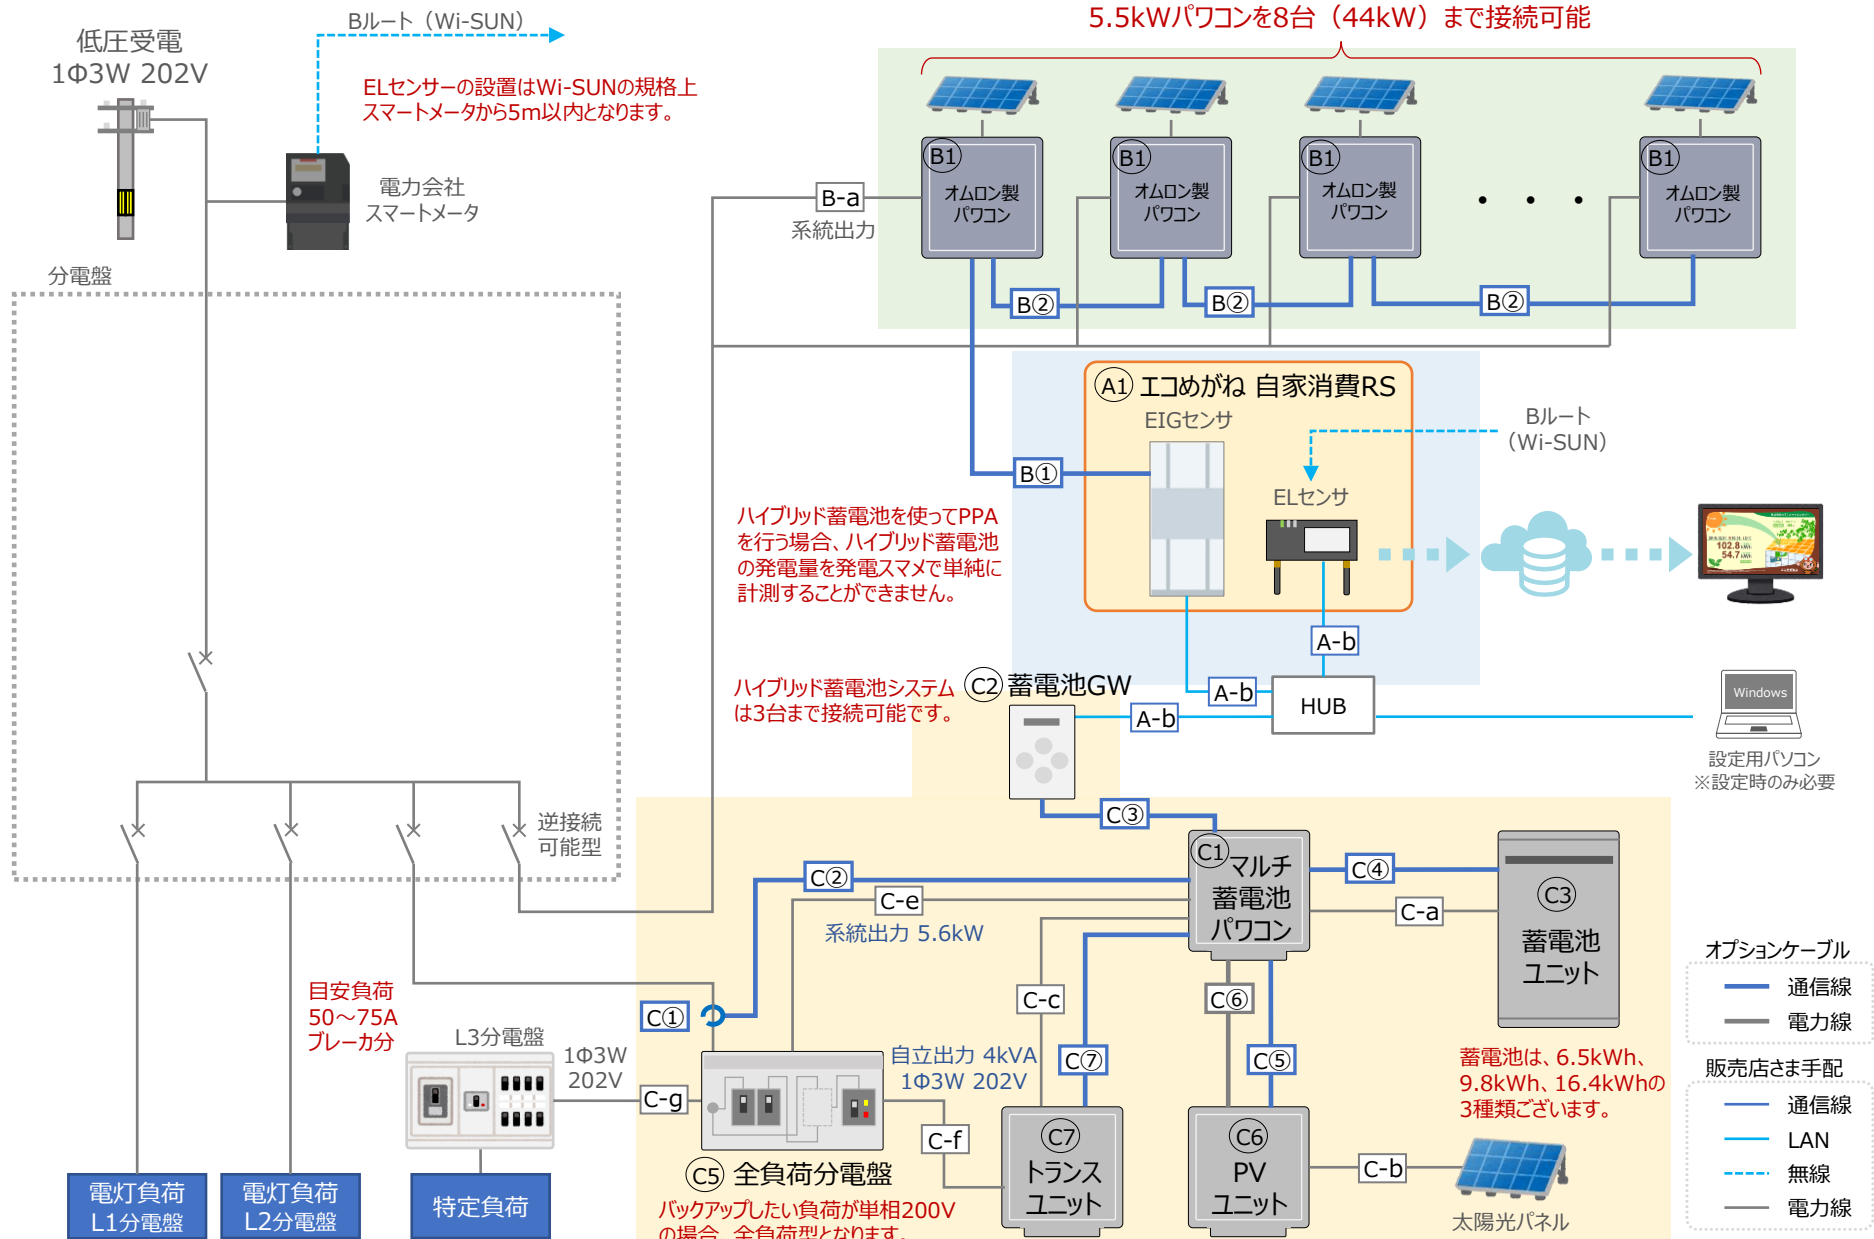 5.5kWパワコンを8台（44kW）まで接続可能
Bルート（Wi-SUN）
低圧受電
1Φ3W 202V
ELセンサーの設置はWi-SUNの規格上
スマートメータから5m以内となります。
電力会社
スマートメータ
B1
オムロン製
パワコン
B1
オムロン製
パワコン
B1
オムロン製
パワコン
・・・
B1
オムロン製
パワコン
B-a
系統出力
分電盤
B②
B②
B②
A1 エコめがね 自家消費RS
EIGセンサ
Bルート
（Wi-SUN）
B①
ELセンサ
ハイブリッド蓄電池を使ってPPA
を行う場合、ハイブリッド蓄電池
の発電量を発電スマメで単純に
計測することができません。
102.8
54.7
A-b
A-b
A-b
HUB
Windows
設定用パソコン
※設定時のみ必要
ハイブリッド蓄電池システム
は3台まで接続可能です。
C2 蓄電池GW
C③
逆接続
可能型
C1
マルチ
蓄電池
パワコン
C②
C-e
系統出力 5.6kW
C④
C-a
C3
蓄電池
ユニット
C-c
C⑥
C⑦
C⑤
C①
目安負荷
50～75A
ブレーカ分
L3分電盤
1Φ3W
202V
自立出力 4kVA
1Φ3W 202V
C-g
C-f
C5 全負荷分電盤
バックアップしたい負荷が単相200V
の場合、全負荷型となります。
C7
トランス
ユニット
C6
PV
ユニット
C-b
太陽光パネル
蓄電池は、6.5kWh、
9.8kWh、16.4kWhの
3種類ございます。
電灯負荷
L1分電盤
電灯負荷
L2分電盤
特定負荷
オプションケーブル
通信線
電力線
販売店さま手配
通信線
LAN
無線
電力線